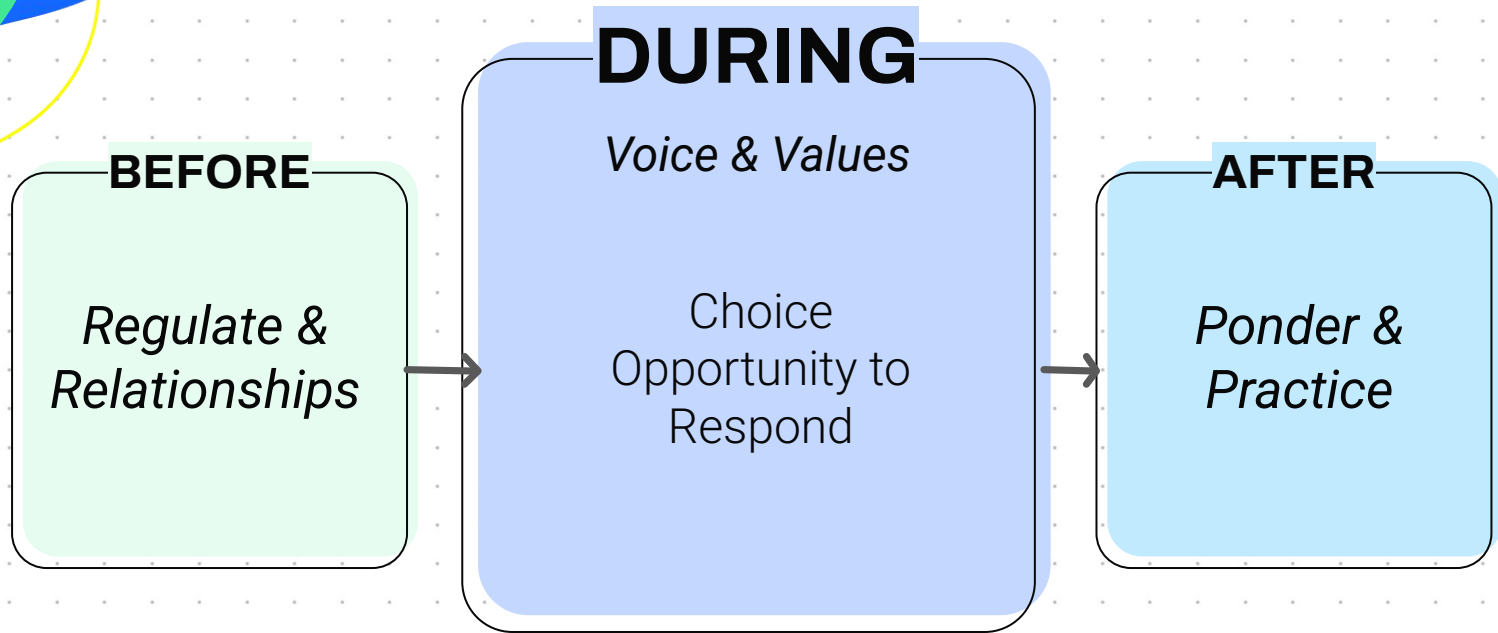 BEFORE
Regulate &
Relationships
DURING
Voice & Values
Choice
Opportunity to
Respond
AFTER
Ponder &
Practice